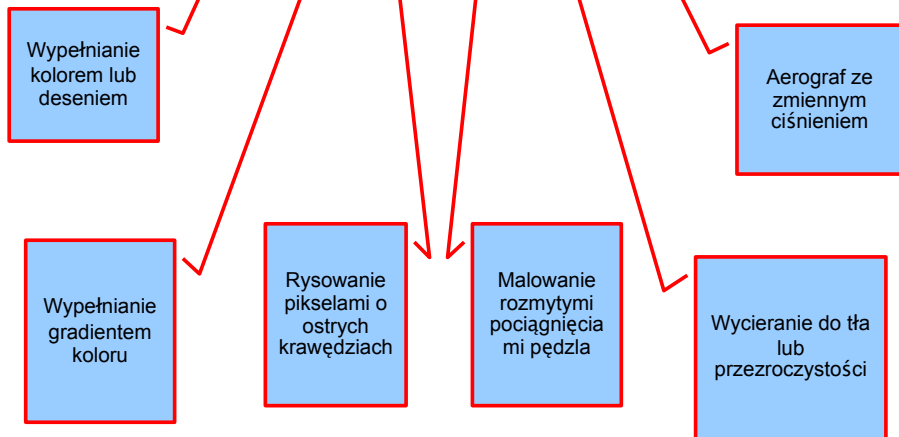 Wypełnianie
kolorem lub
deseniem
Aerograf ze
zmiennym
ciśnieniem
Wypełnianie
gradientem
koloru
Rysowanie
pikselami o
ostrych
krawędziach
Malowanie
rozmytymi
pociągnięcia
mi pędzla
Wycieranie do tła
lub
przezroczystości